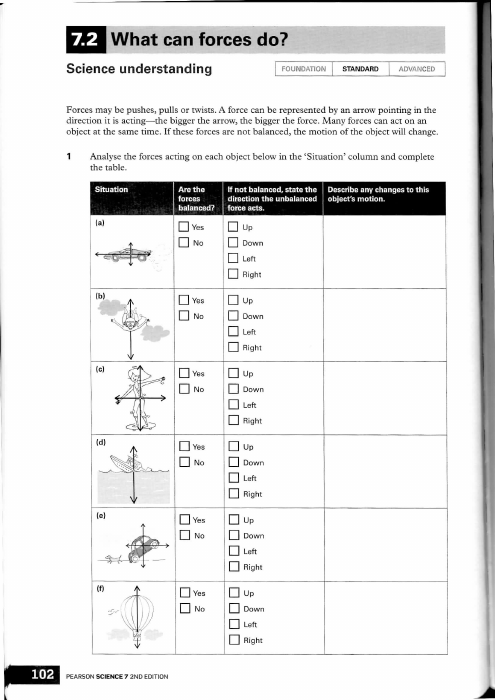 7.2 What can forces do?
Science understanding
FOUNDATION STANDARD ADVANCED
Forces may be pushes, pulls or twists. A force can be represented by an arrow pointing in the
direction it is acting—the bigger the arrow, the bigger the force. Many forces can act on an
object at the same time. If these forces are not balanced, the motion of the object will change.
1 Analyse the forces acting on each object below in the 'Situation' column and complete
the table.
Situation
Are the
forces
balanced?
If not balanced, state the
direction the unbalanced
force acts.
Describe any changes to this
object's motion.
(a)
Yes
No
Up
Down
Left
Right
(b)
Yes
No
Up
Down
Left
Right
(c)
Yes
No
Up
Down
Left
Right
(d)
Yes
No
Up
Down
Left
Right
(e)
Yes
No
Up
Down
Left
Right
(f)
Yes
No
Up
Down
Left
Right
102 PEARSON SCIENCE 7 2ND EDITION